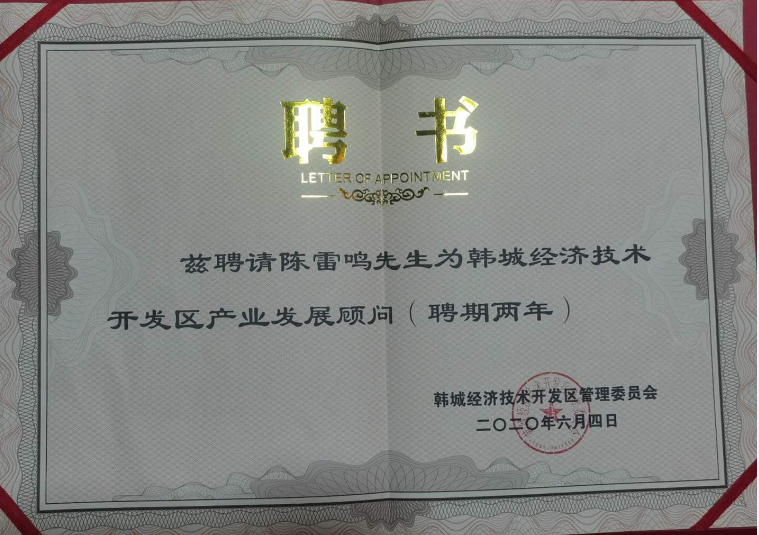 聘 书
LETTER OF APPOINTMENT
兹聘请陈雷鸣先生为韩城经济技术
开发区产业发展顾问（聘期两年）
韩城经济技术开发区管理委员会
二〇二〇年六月四日